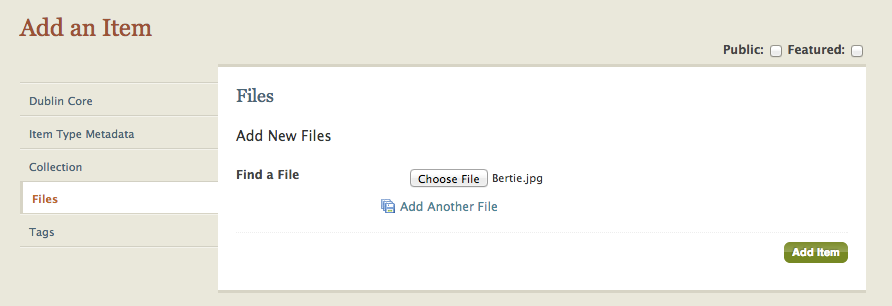 Add an Item
Public: Featured:
Dublin Core
Item Type Metadata
Collection
Files
Tags
Files
Add New Files
Find a File Choose File Bertie.jpg
Add Another File
Add Item